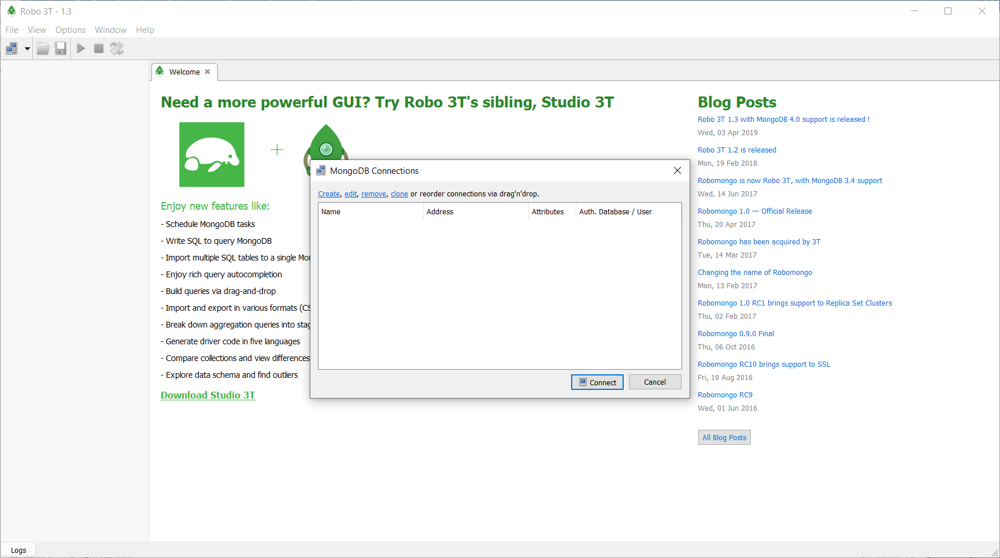 Robo 3T - 1.3
File View Options Window Help
Welcome
Need a more powerful GUI? Try Robo 3T's sibling, Studio 3T
Enjoy new features like:
- Schedule MongoDB tasks
- Write SQL to query MongoDB
- Import multiple SQL tables to a single
- Enjoy rich query autocompletion
- Build queries via drag-and-drop
- Import and export in various formats
- Break down aggregation queries into
- Generate driver code in five languages
- Compare collections and view differences
- Explore data schema and find outliers
Download Studio 3T
MongoDB Connections
Create, edit, remove, clone or reorder connections via drag'n'drop.
Name Address Attributes Auth. Database / User
Connect Cancel
Blog Posts
Robo 3T 1.3 with MongoDB 4.0 support is released !
Wed, 03 Apr 2019
Robo 3T 1.2 is released
Mon, 19 Feb 2018
Robomongo is now Robo 3T, with MongoDB 3.4 support
Wed, 14 Jun 2017
Robomongo 1.0 — Official Release
Thu, 20 Apr 2017
Robomongo has been acquired by 3T
Tue, 14 Mar 2017
Changing the name of Robomongo
Mon, 13 Feb 2017
Robomongo 1.0 RC1 brings support to Replica Set Clusters
Thu, 02 Feb 2017
Robomongo 0.9.0 Final
Thu, 06 Oct 2016
Robomongo RC10 brings support to SSL
Fri, 19 Aug 2016
Robomongo RC9
Wed, 01 Jun 2016
All Blog Posts
Logs